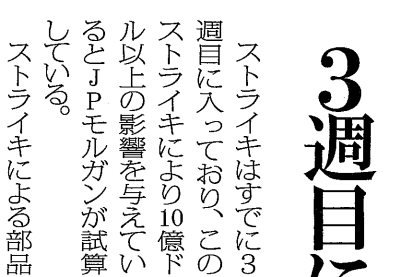 3週目に
ストライキはすでに3
週目に入っており、この
ストライキにより10億ド
ル以上の影響を与えてい
るとJPモルガンが試算
している。
ストライキによる部品